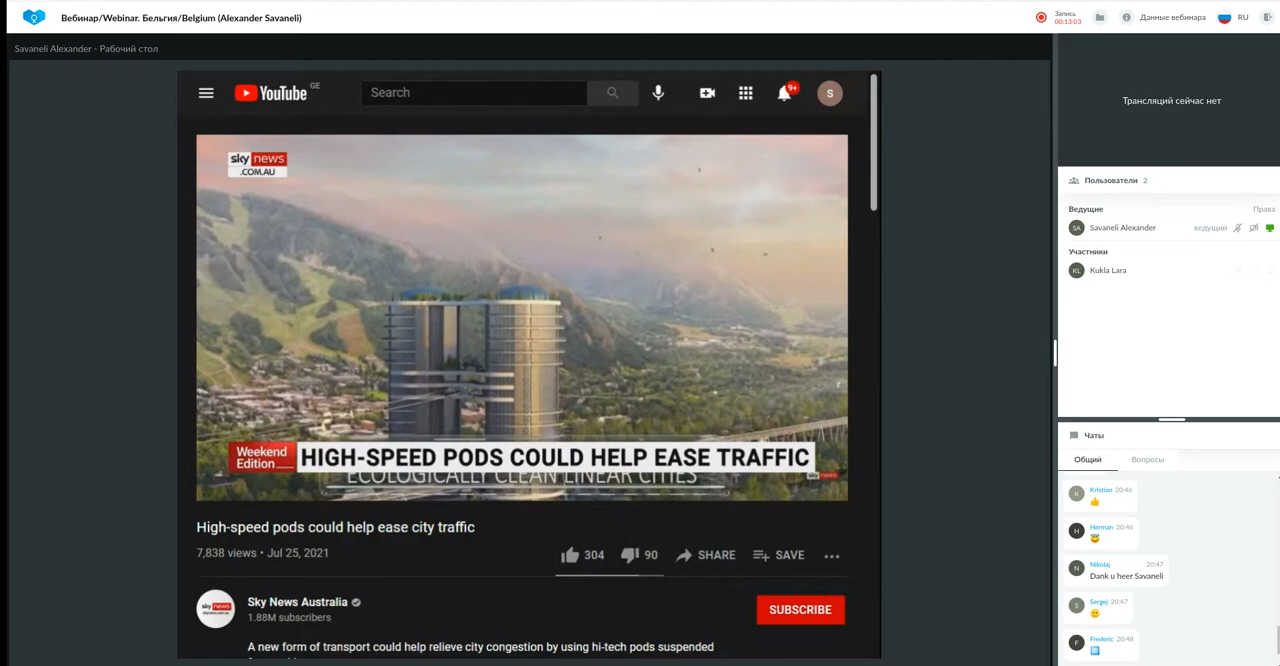 Вебинар/Webinar. Бельгия/Belgium (Alexander Savaneli)
Запись
00:13:03
Данные вебинара
RU
Savaneli Alexander - Рабочий стол
YouTube GE
Search
9+
S
sky news
.COM.AU
Weekend
Edition
HIGH-SPEED PODS COULD HELP EASE TRAFFIC
ECOLOGICALLY CLEAN LINEAR CITIES
sky news
High-speed pods could help ease city traffic
7,838 views • Jul 25, 2021
304
90
SHARE
SAVE
sky news
Sky News Australia
1.88M subscribers
SUBSCRIBE
A new form of transport could help relieve city congestion by using hi-tech pods suspended
Трансляций сейчас нет
Пользователи 2
Ведущие
Права
SA
Savaneli Alexander
ведущий
Участники
KL
Kukla Lara
Чаты
Общий
Вопросы
K
Kristian 20:46
H
Herman 20:46
N
Nikolaj 20:47
Dank u heer Savaneli
S
Sergej 20:47
F
Frederic 20:48